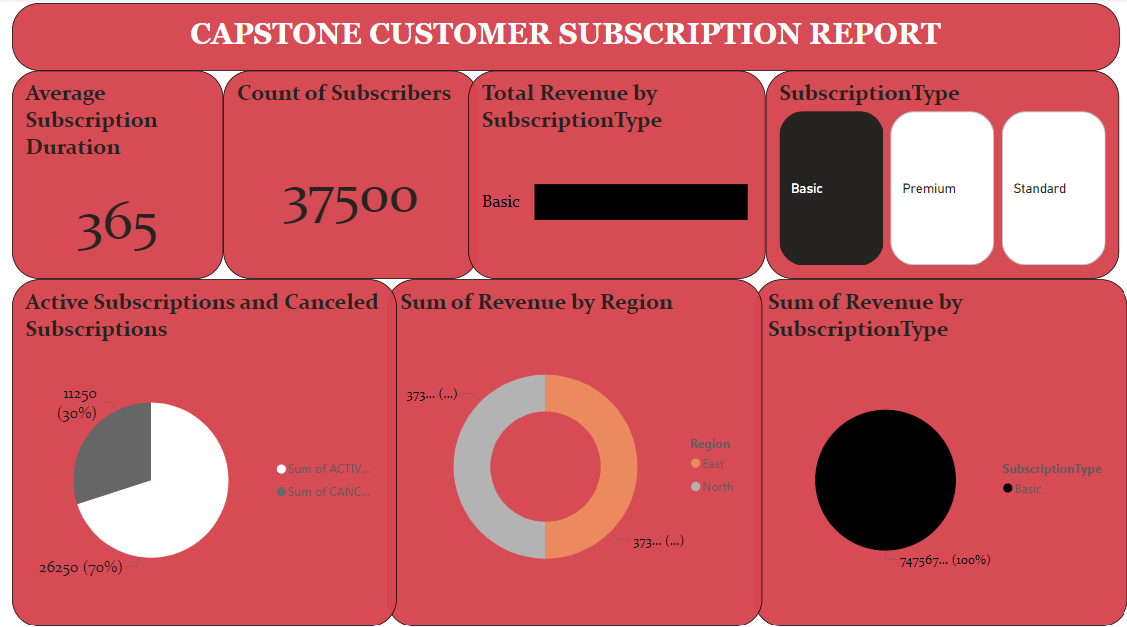 CAPSTONE CUSTOMER SUBSCRIPTION REPORT
Average
Subscription
Duration
365
Count of Subscribers
37500
Total Revenue by
SubscriptionType
Basic
SubscriptionType
Basic
Premium
Standard
Active Subscriptions and Canceled
Subscriptions
11250
(30%)
26250 (70%)
Sum of ACTIV...
Sum of CANC...
Sum of Revenue by Region
373... (...)
373... (...)
Region
East
North
Sum of Revenue by
SubscriptionType
747567... (100%)
SubscriptionType
Basic